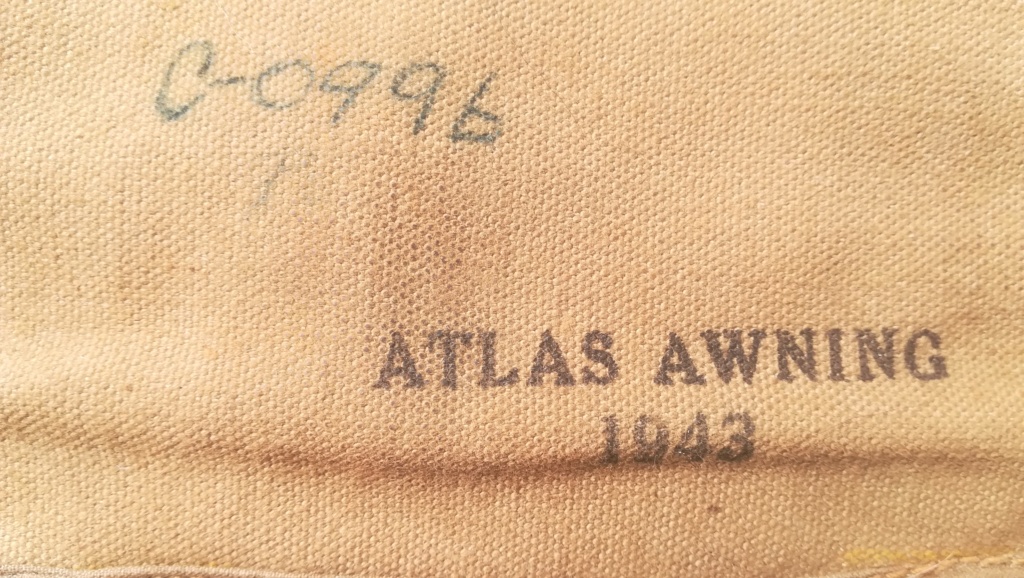 C-0996
ATLAS AWNING
1943